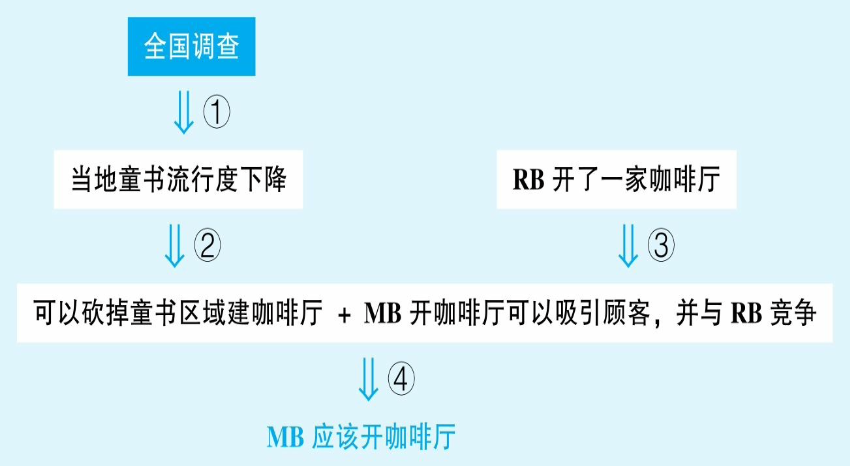 全国调查
①
当地童书流行度下降
RB 开了一家咖啡厅
②
③
可以砍掉童书区域建咖啡厅 + MB 开咖啡厅可以吸引顾客，并与 RB 竞争
④
MB 应该开咖啡厅